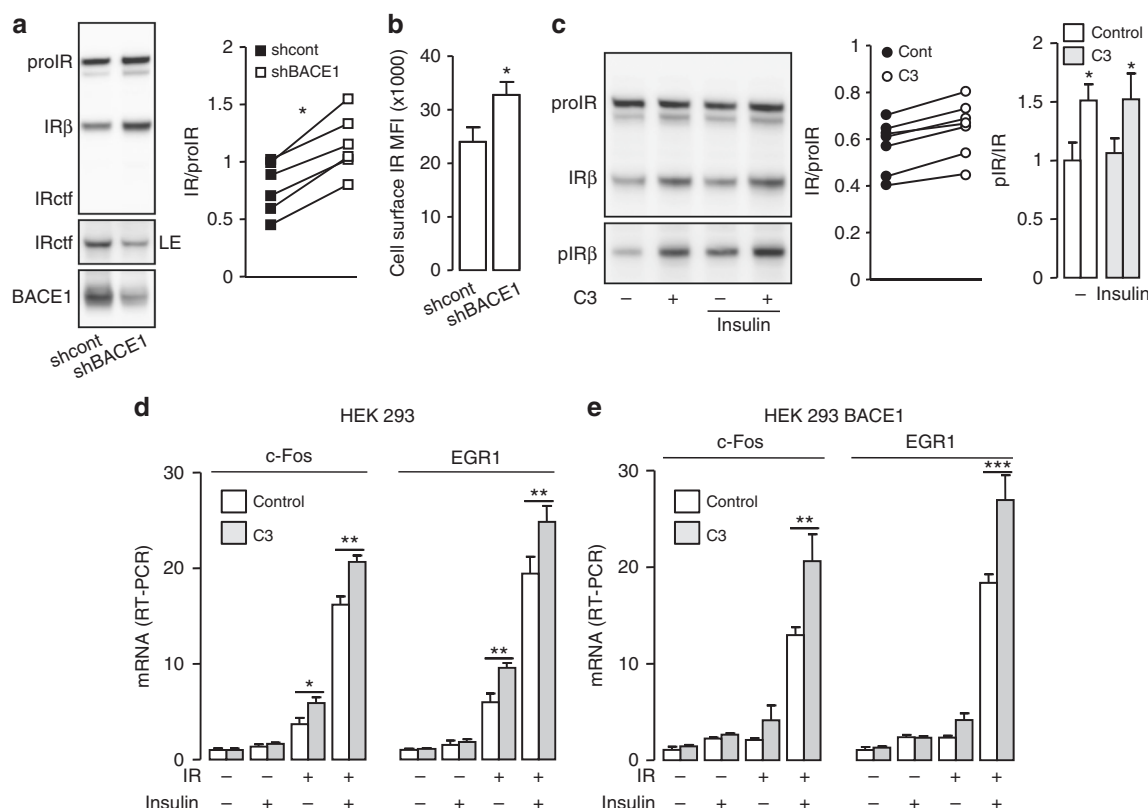 a
proIR
IRβ
IRctf
IRctf
LE
BACE1
shcont
shBACE1
shcont
shBACE1
*
IR/proIR
2
1.5
1
0.5
0
b
Cell surface IR MFI (x1000)
40
30
20
10
0
*
shcont
shBACE1
c
proIR
IRβ
pIRβ
C3 – + – +
Insulin
Cont
C3
IR/proIR
1
0.8
0.6
0.4
0.2
0
Control
C3
pIR/IR
2
1.5
1
0.5
0
* *
– Insulin
d
HEK 293
c-Fos EGR1
Control
C3
mRNA (RT-PCR)
30
20
10
0
* ** ** **
IR – – + + – – + +
Insulin – + – + – + – +
e
HEK 293 BACE1
c-Fos EGR1
Control
C3
mRNA (RT-PCR)
30
20
10
0
** ***
– – + + – – + +
– + – + – + – +